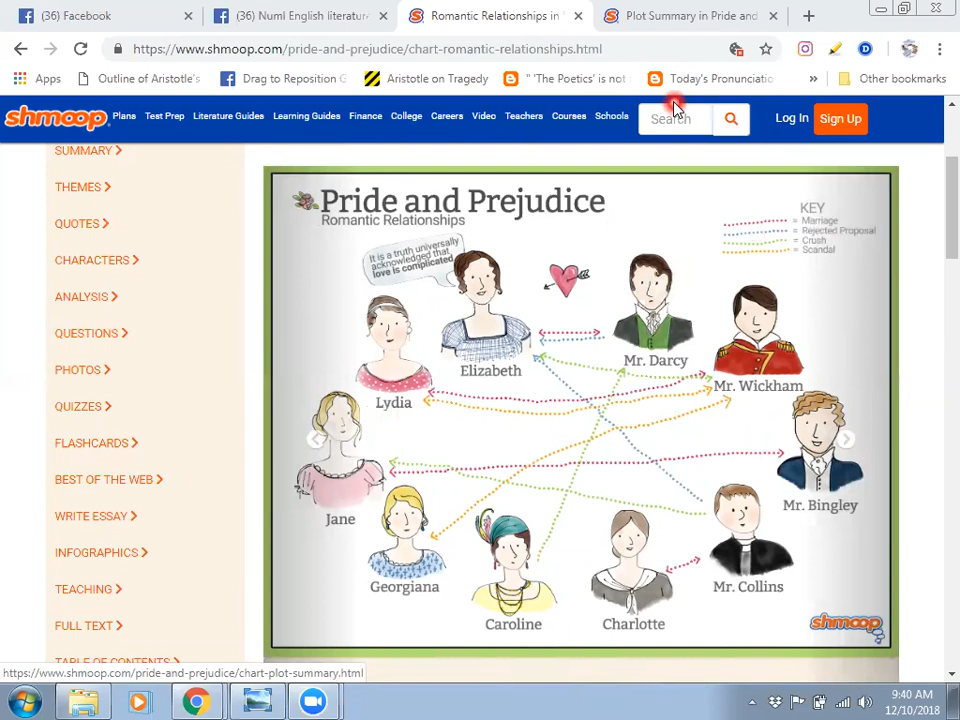 (36) Facebook
(36) Numl English literature
Romantic Relationships in
Plot Summary in Pride and
https://www.shmoop.com/pride-and-prejudice/chart-romantic-relationships.html
Apps
Outline of Aristotle's
Drag to Reposition
Aristotle on Tragedy
" 'The Poetics' is not
Today's Pronunciatio
»
Other bookmarks
shmoop
Plans
Test Prep
Literature Guides
Learning Guides
Finance
College
Careers
Video
Teachers
Courses
Schools
Search
Log In
Sign Up
SUMMARY
THEMES
QUOTES
CHARACTERS
ANALYSIS
QUESTIONS
PHOTOS
QUIZZES
FLASHCARDS
BEST OF THE WEB
WRITE ESSAY
INFOGRAPHICS
TEACHING
FULL TEXT
TABLE OF CONTENTS
Pride and Prejudice
Romantic Relationships
It is a truth universally
acknowledged that
love is complicated.
KEY
= Marriage
= Rejected Proposal
= Crush
= Scandal
Elizabeth
Mr. Darcy
Mr. Wickham
Lydia
Jane
Mr. Bingley
Georgiana
Mr. Collins
Caroline
Charlotte
shmoop
https://www.shmoop.com/pride-and-prejudice/chart-plot-summary.html
9:40 AM
12/10/2018